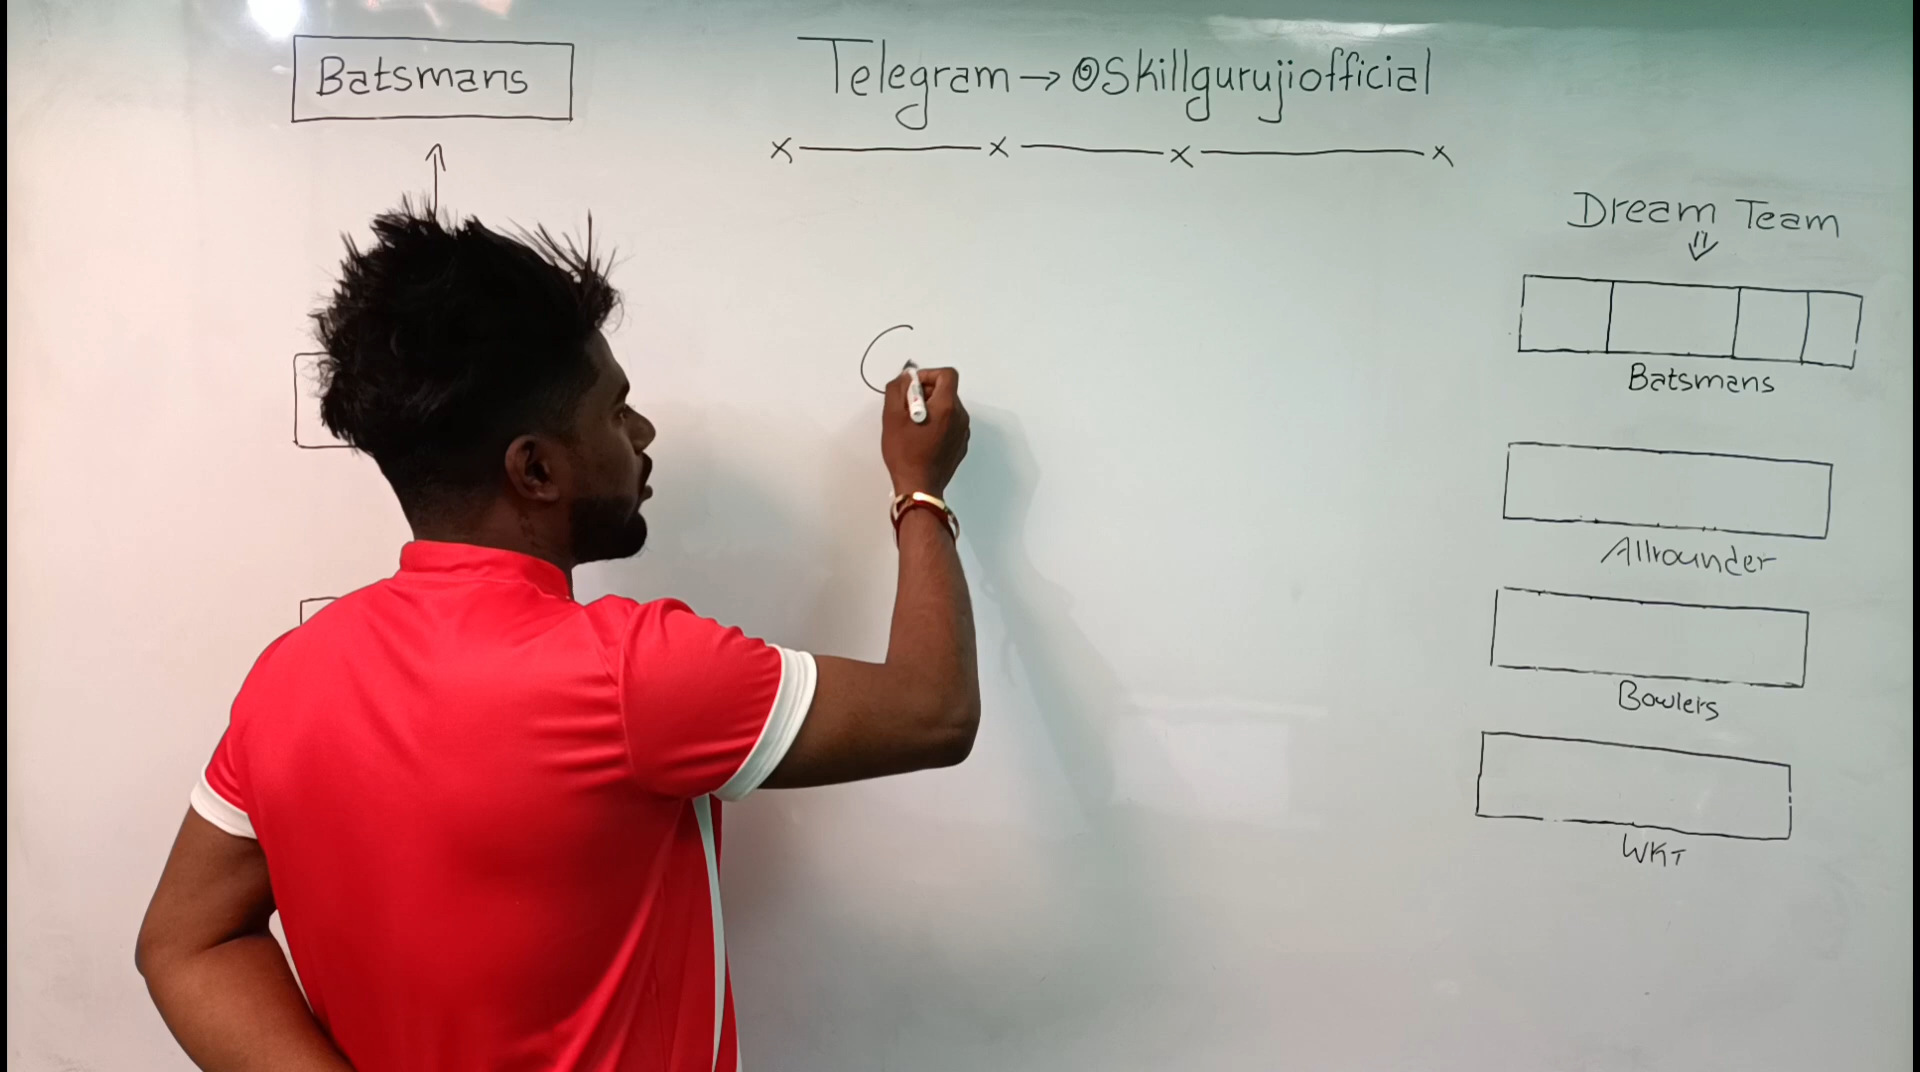 Batsmans
Telegram → @Skillgurujiofficial
x x x x
Dream Team
Batsmans
Allrounder
Bowlers
WKT